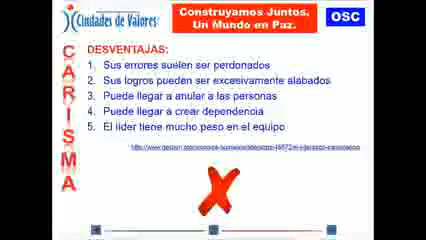 Ciudades de Valores
Construyamos Juntos,
Un Mundo en Paz.
OSC
CARISMA
DESVENTAJAS:
1. Sus errores suelen ser perdonados
2. Sus logros pueden ser excesivamente alabados
3. Puede llegar a anular a las personas
4. Puede llegar a crear dependencia
5. El líder tiene mucho peso en el equipo